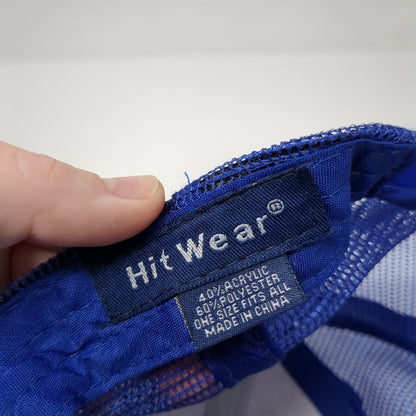 Hit Wear®
40% ACRYLIC
60% POLYESTER
ONE SIZE FITS ALL
MADE IN CHINA